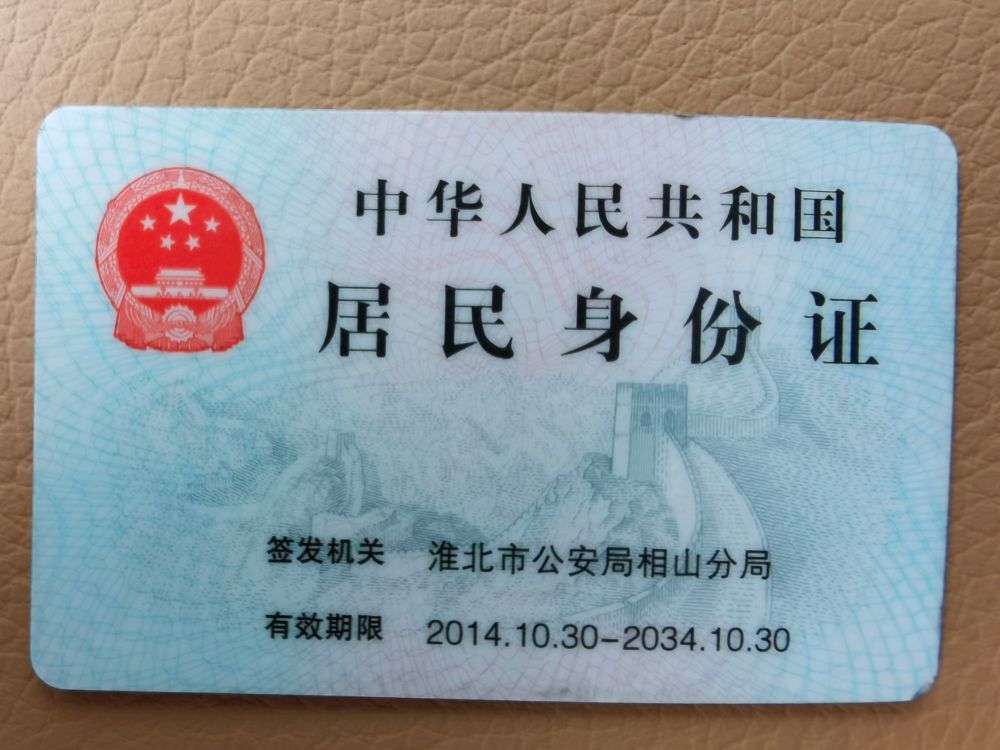 中华人民共和国
居民身份证
签发机关 淮北市公安局相山分局
有效期限 2014.10.30-2034.10.30